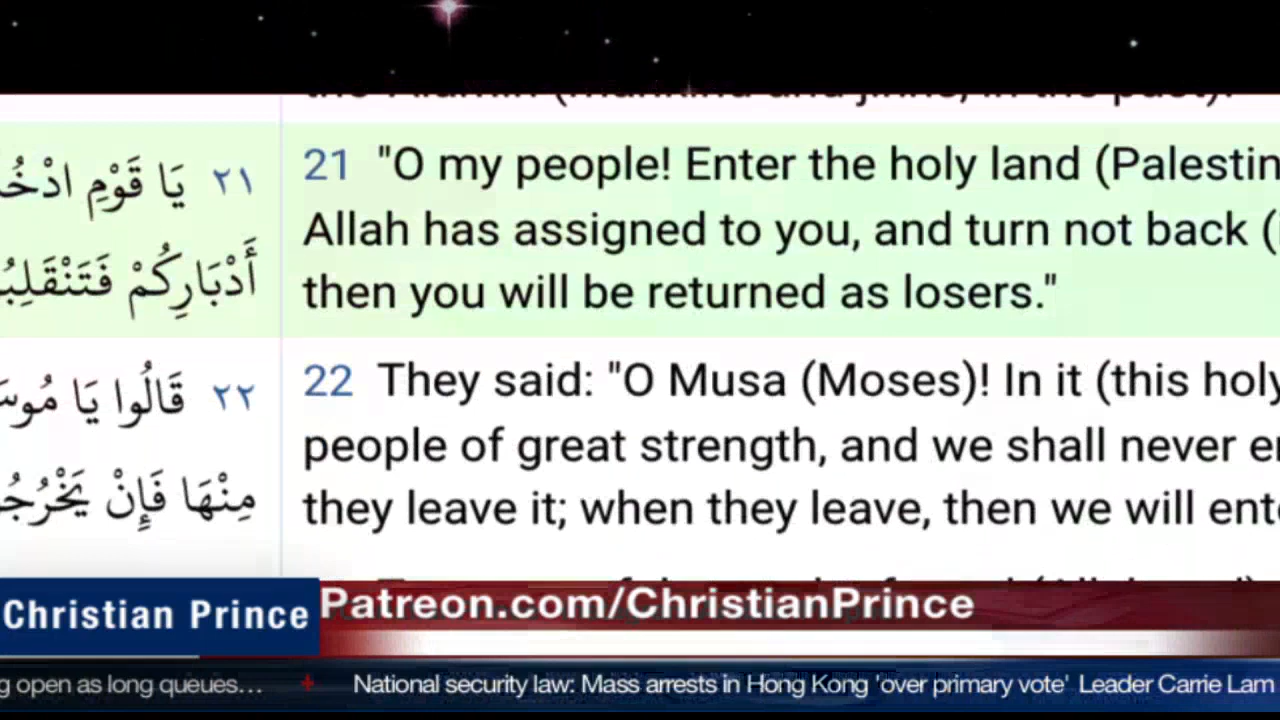 21 "O my people! Enter the holy land (Palestin
Allah has assigned to you, and turn not back (
then you will be returned as losers."
٢١ يَا قَوْمِ ادْخُ
أَدْبَارِكُمْ فَتَنْقَلِبُ
22 They said: "O Musa (Moses)! In it (this holy
people of great strength, and we shall never en
they leave it; when they leave, then we will ente
٢٢ قَالُوا يَا مُوسَ
مِنْهَا فَإِنْ يَخْرُجُ
Christian Prince
Patreon.com/ChristianPrince
g open as long queues… + National security law: Mass arrests in Hong Kong 'over primary vote' Leader Carrie Lam